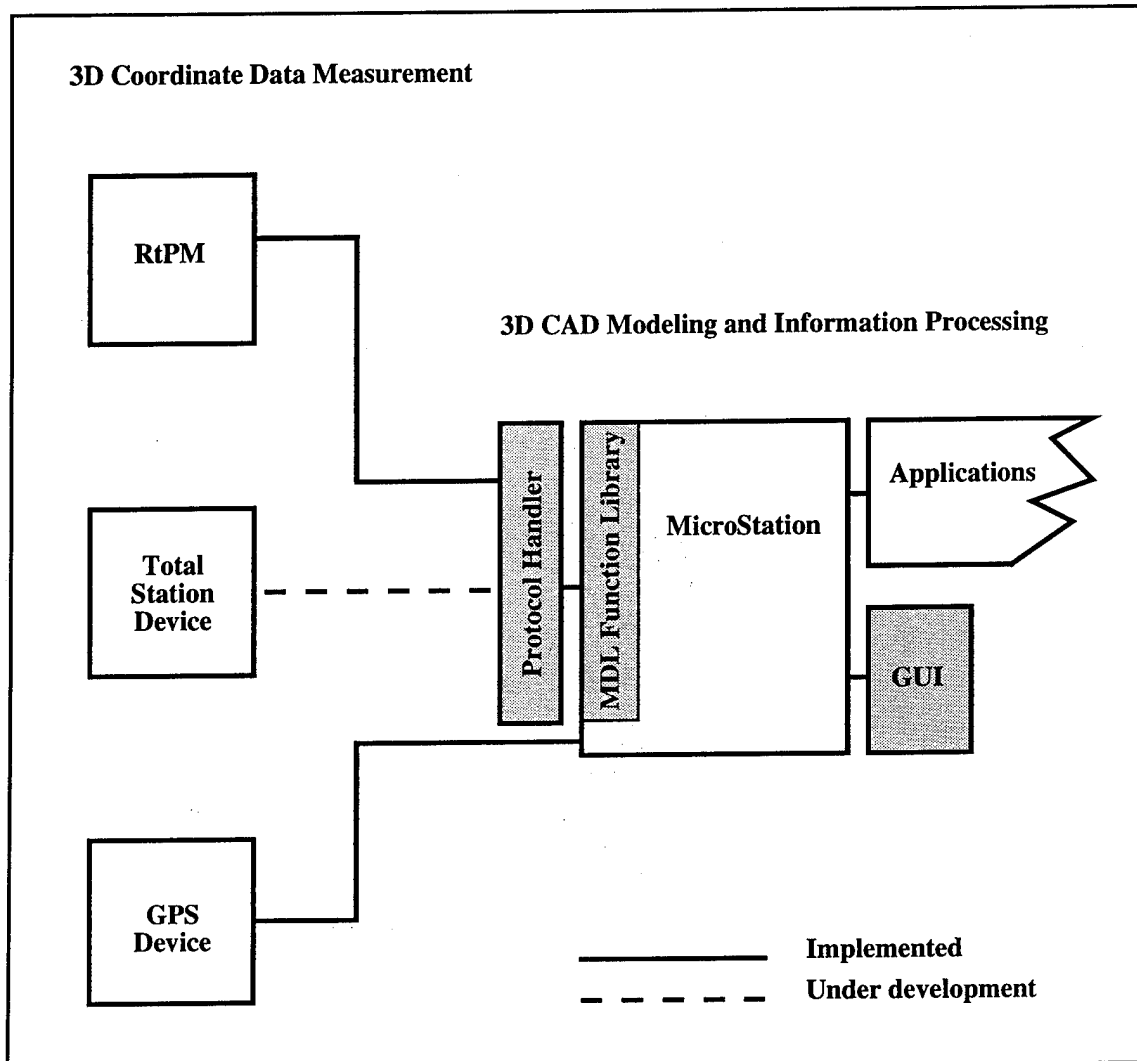 3D Coordinate Data Measurement
RtPM
3D CAD Modeling and Information Processing
Protocol Handler
MDL Function Library
MicroStation
Applications
Total
Station
Device
GUI
GPS
Device
Implemented
Under development